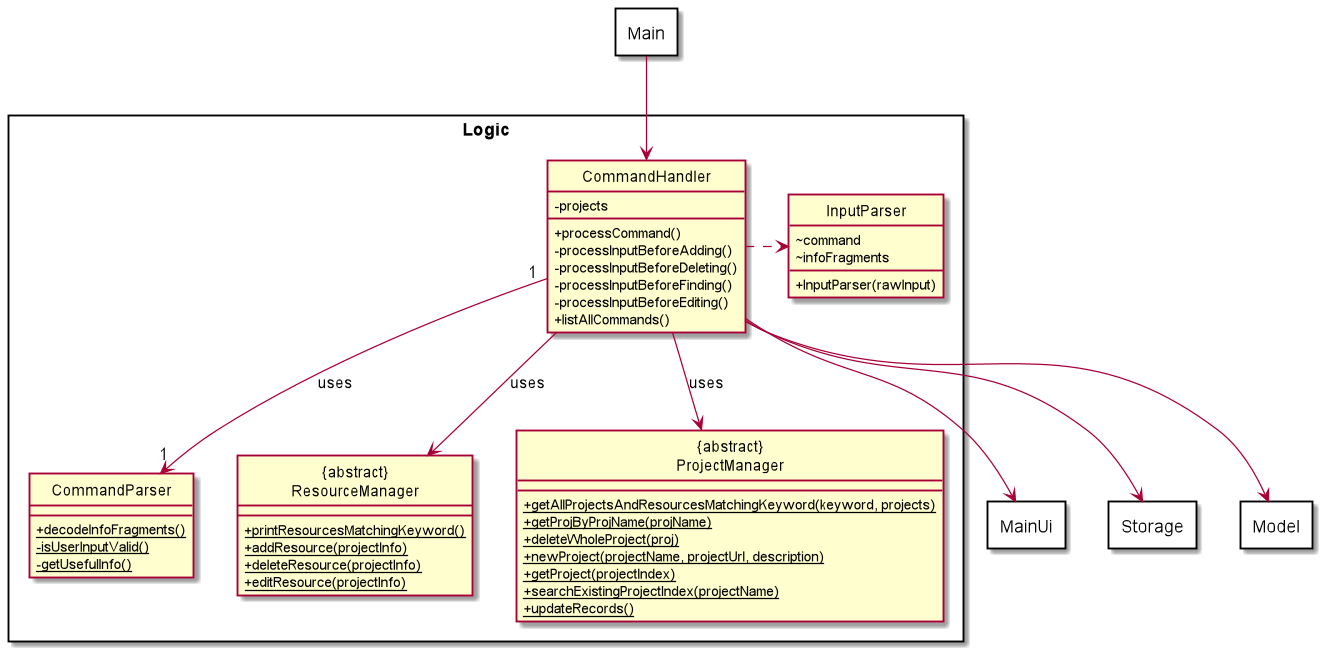 Main
Logic
CommandHandler
-projects
+processCommand()
-processInputBeforeAdding()
-processInputBeforeDeleting()
-processInputBeforeFinding()
-processInputBeforeEditing()
+listAllCommands()
InputParser
~command
~infoFragments
+InputParser(rawInput)
1
uses
uses
uses
1
CommandParser
+decodeInfoFragments()
-isUserInputValid()
-getUsefulInfo()
{abstract}
ResourceManager
+printResourcesMatchingKeyword()
+addResource(projectInfo)
+deleteResource(projectInfo)
+editResource(projectInfo)
{abstract}
ProjectManager
+getAllProjectsAndResourcesMatchingKeyword(keyword, projects)
+getProjByProjName(projName)
+deleteWholeProject(proj)
+newProject(projectName, projectUrl, description)
+getProject(projectIndex)
+searchExistingProjectIndex(projectName)
+updateRecords()
MainUi
Storage
Model